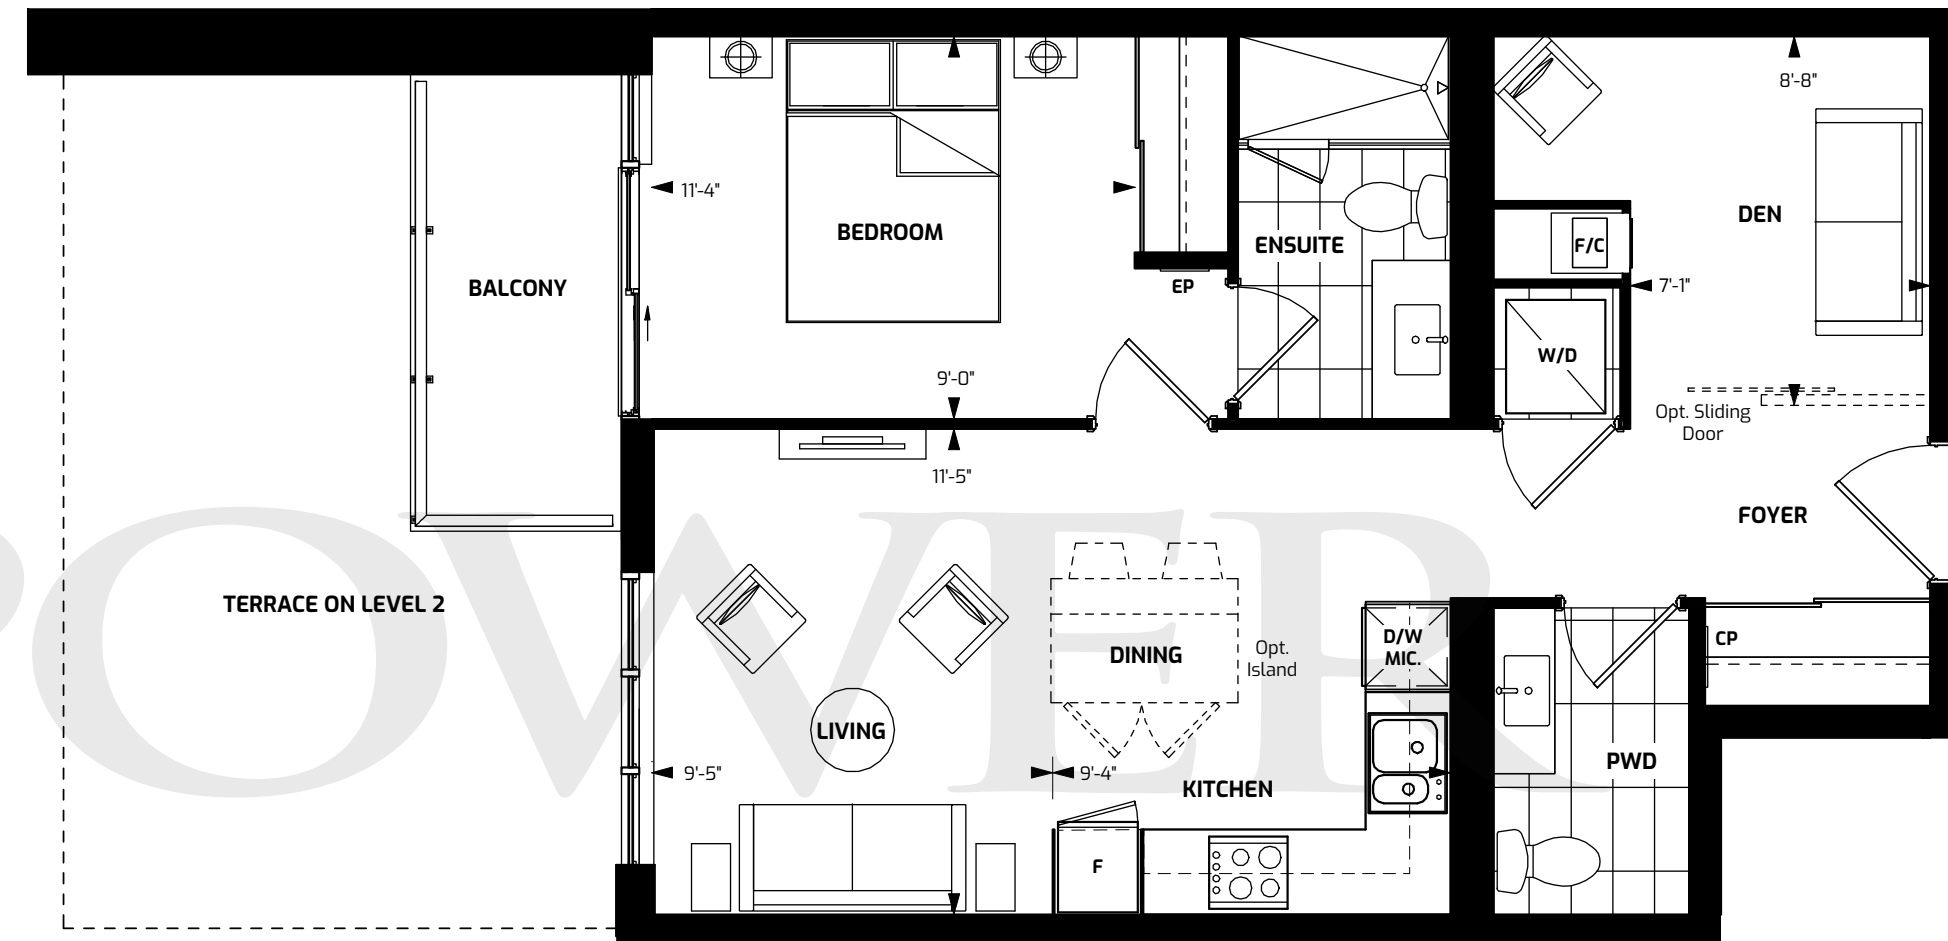 8'-8"
11'-4"
DEN
BEDROOM
ENSUITE
F/C
BALCONY
EP
7'-1"
W/D
9'-0"
Opt. Sliding
Door
11'-5"
FOYER
POWER
TERRACE ON LEVEL 2
DINING
Opt.
Island
D/W
MIC.
CP
LIVING
PWD
9'-5"
9'-4"
KITCHEN
F